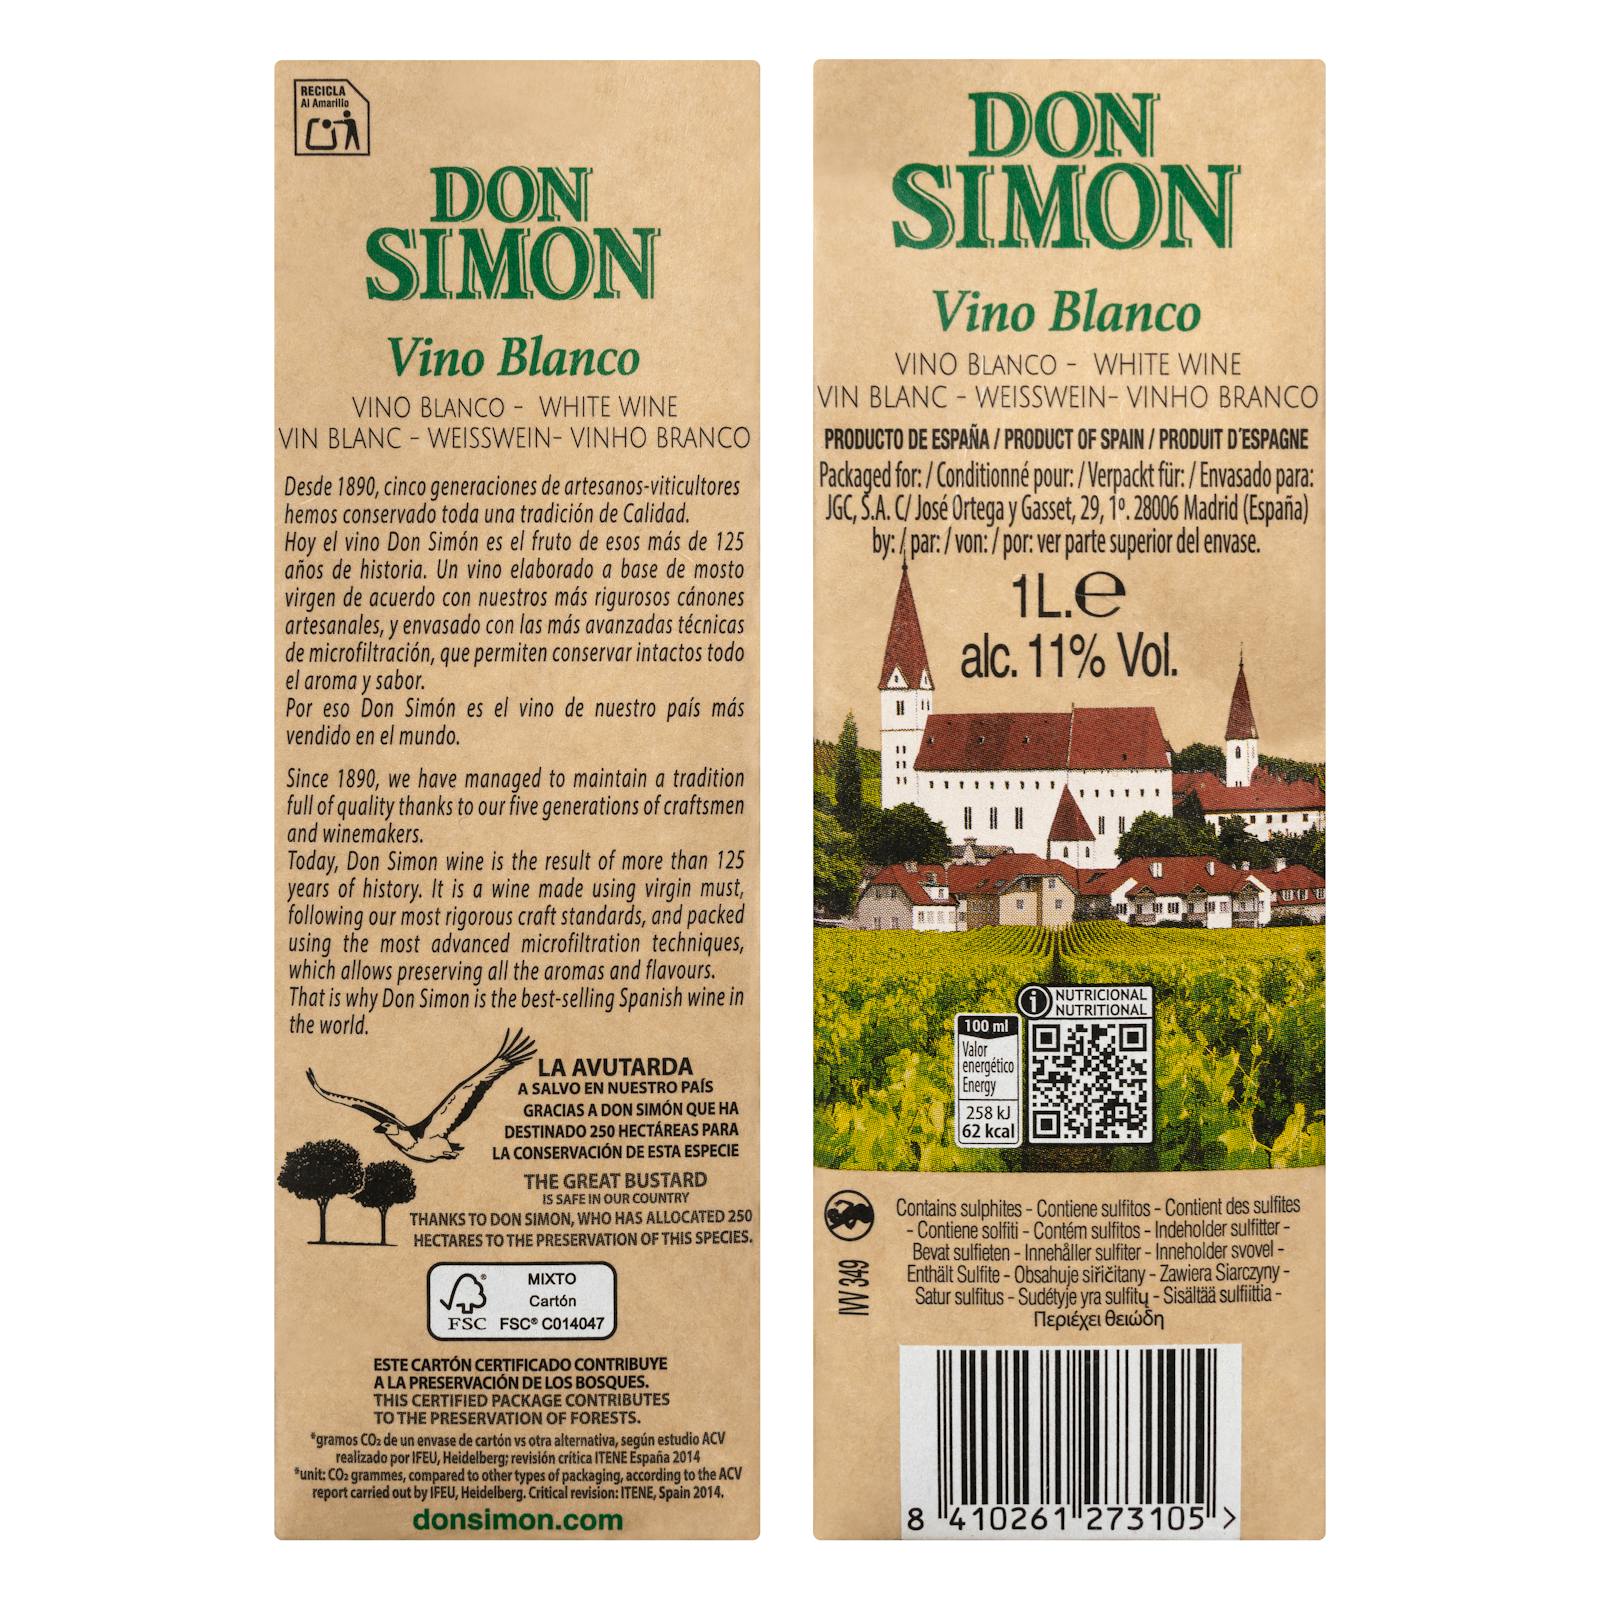 RECICLA
Al Amarillo
DON
SIMON
Vino Blanco
VINO BLANCO - WHITE WINE
VIN BLANC - WEISSWEIN- VINHO BRANCO
Desde 1890, cinco generaciones de artesanos-viticultores
hemos conservado toda una tradición de Calidad.
Hoy el vino Don Simón es el fruto de esos más de 125
años de historia. Un vino elaborado a base de mosto
virgen de acuerdo con nuestros más rigurosos cánones
artesanales, y envasado con las más avanzadas técnicas
de microfiltración, que permiten conservar intactos todo
el aroma y sabor.
Por eso Don Simón es el vino de nuestro país más
vendido en el mundo.
Since 1890, we have managed to maintain a tradition
full of quality thanks to our five generations of craftsmen
and winemakers.
Today, Don Simon wine is the result of more than 125
years of history. It is a wine made using virgin must,
following our most rigorous craft standards, and packed
using the most advanced microfiltration techniques,
which allows preserving all the aromas and flavours.
That is why Don Simon is the best-selling Spanish wine in
the world.
LA AVUTARDA
A SALVO EN NUESTRO PAÍS
GRACIAS A DON SIMÓN QUE HA
DESTINADO 250 HECTÁREAS PARA
LA CONSERVACIÓN DE ESTA ESPECIE
THE GREAT BUSTARD
IS SAFE IN OUR COUNTRY
THANKS TO DON SIMON, WHO HAS ALLOCATED 250
HECTARES TO THE PRESERVATION OF THIS SPECIES.
MIXTO
Cartón
FSC FSC® C014047
ESTE CARTÓN CERTIFICADO CONTRIBUYE
A LA PRESERVACIÓN DE LOS BOSQUES.
THIS CERTIFIED PACKAGE CONTRIBUTES
TO THE PRESERVATION OF FORESTS.
*gramos CO₂ de un envase de cartón vs otra alternativa, según estudio ACV
realizado por IFEU, Heidelberg; revisión crítica ITENE España 2014
*unit: CO₂ grammes, compared to other types of packaging, according to the ACV
report carried out by IFEU, Heidelberg. Critical revision: ITENE, Spain 2014.
donsimon.com
DON
SIMON
Vino Blanco
VINO BLANCO - WHITE WINE
VIN BLANC - WEISSWEIN- VINHO BRANCO
PRODUCTO DE ESPAÑA / PRODUCT OF SPAIN / PRODUIT D'ESPAGNE
Packaged for: / Conditionné pour: / Verpackt für: / Envasado para:
JGC, S.A. C/ José Ortega y Gasset, 29, 1º. 28006 Madrid (España)
by: / par: / von: / por: ver parte superior del envase.
1L.℮
alc. 11% Vol.
i NUTRICIONAL
NUTRITIONAL
100 ml
Valor
energético
Energy
258 kJ
62 kcal
Contains sulphites - Contiene sulfitos - Contient des sulfites
- Contiene solfiti - Contém sulfitos - Indeholder sulfitter -
Bevat sulfieten - Innehåller sulfiter - Inneholder svovel -
Enthält Sulfite - Obsahuje siřičitany - Zawiera Siarczyny -
Satur sulfitus - Sudėtyje yra sulfitų - Sisältää sulfiittia -
Περιέχει θειώδη
IVV 349
8 410261 273105 >